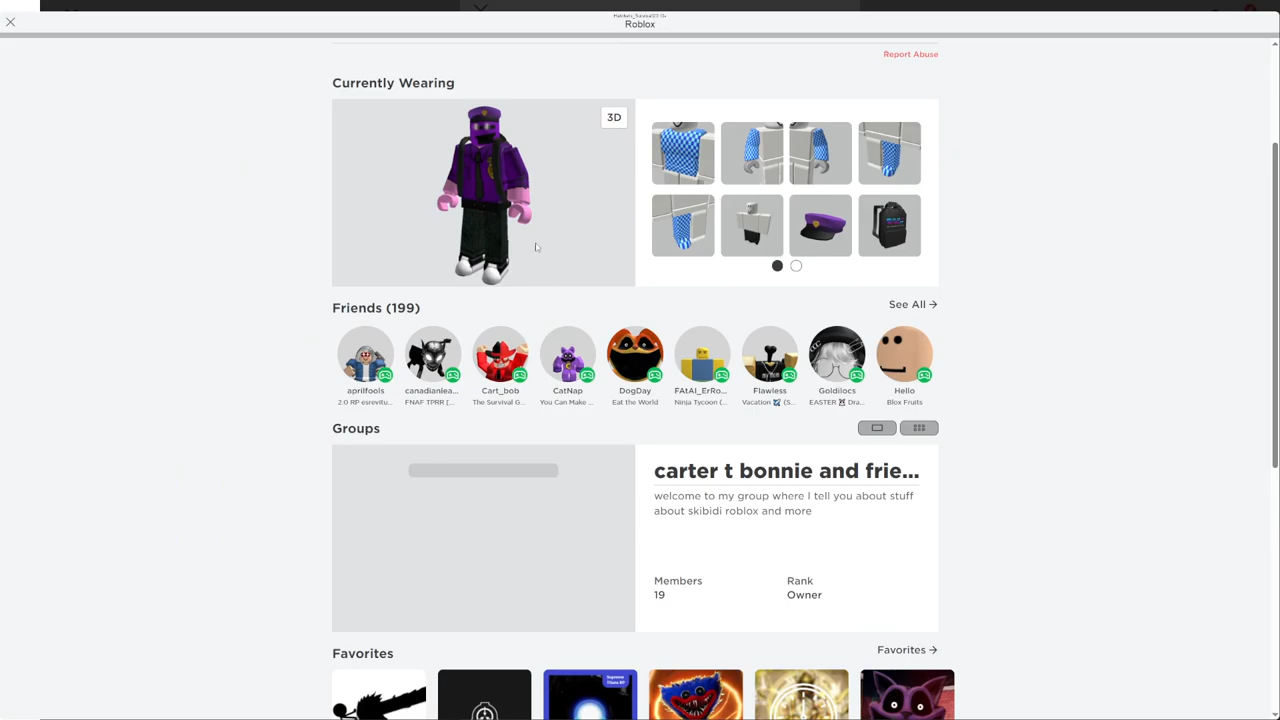 Roblox
Report Abuse
Currently Wearing
3D
Friends (199)
See All →
aprilfools
canadianlea...
Cart_bob
CatNap
DogDay
FAtAl_ErRo...
Flawless
Goldilocs
Hello
2.0 RP esrevitu...
FNAF TPRR [...
The Survival G...
You Can Make ...
Eat the World
Ninja Tycoon (...
Vacation ✈️ (S...
EASTER 🐰 Dra...
Blox Fruits
Groups
carter t bonnie and frie...
welcome to my group where I tell you about stuff
about skibidi roblox and more
Members
Rank
19
Owner
Favorites
Favorites →